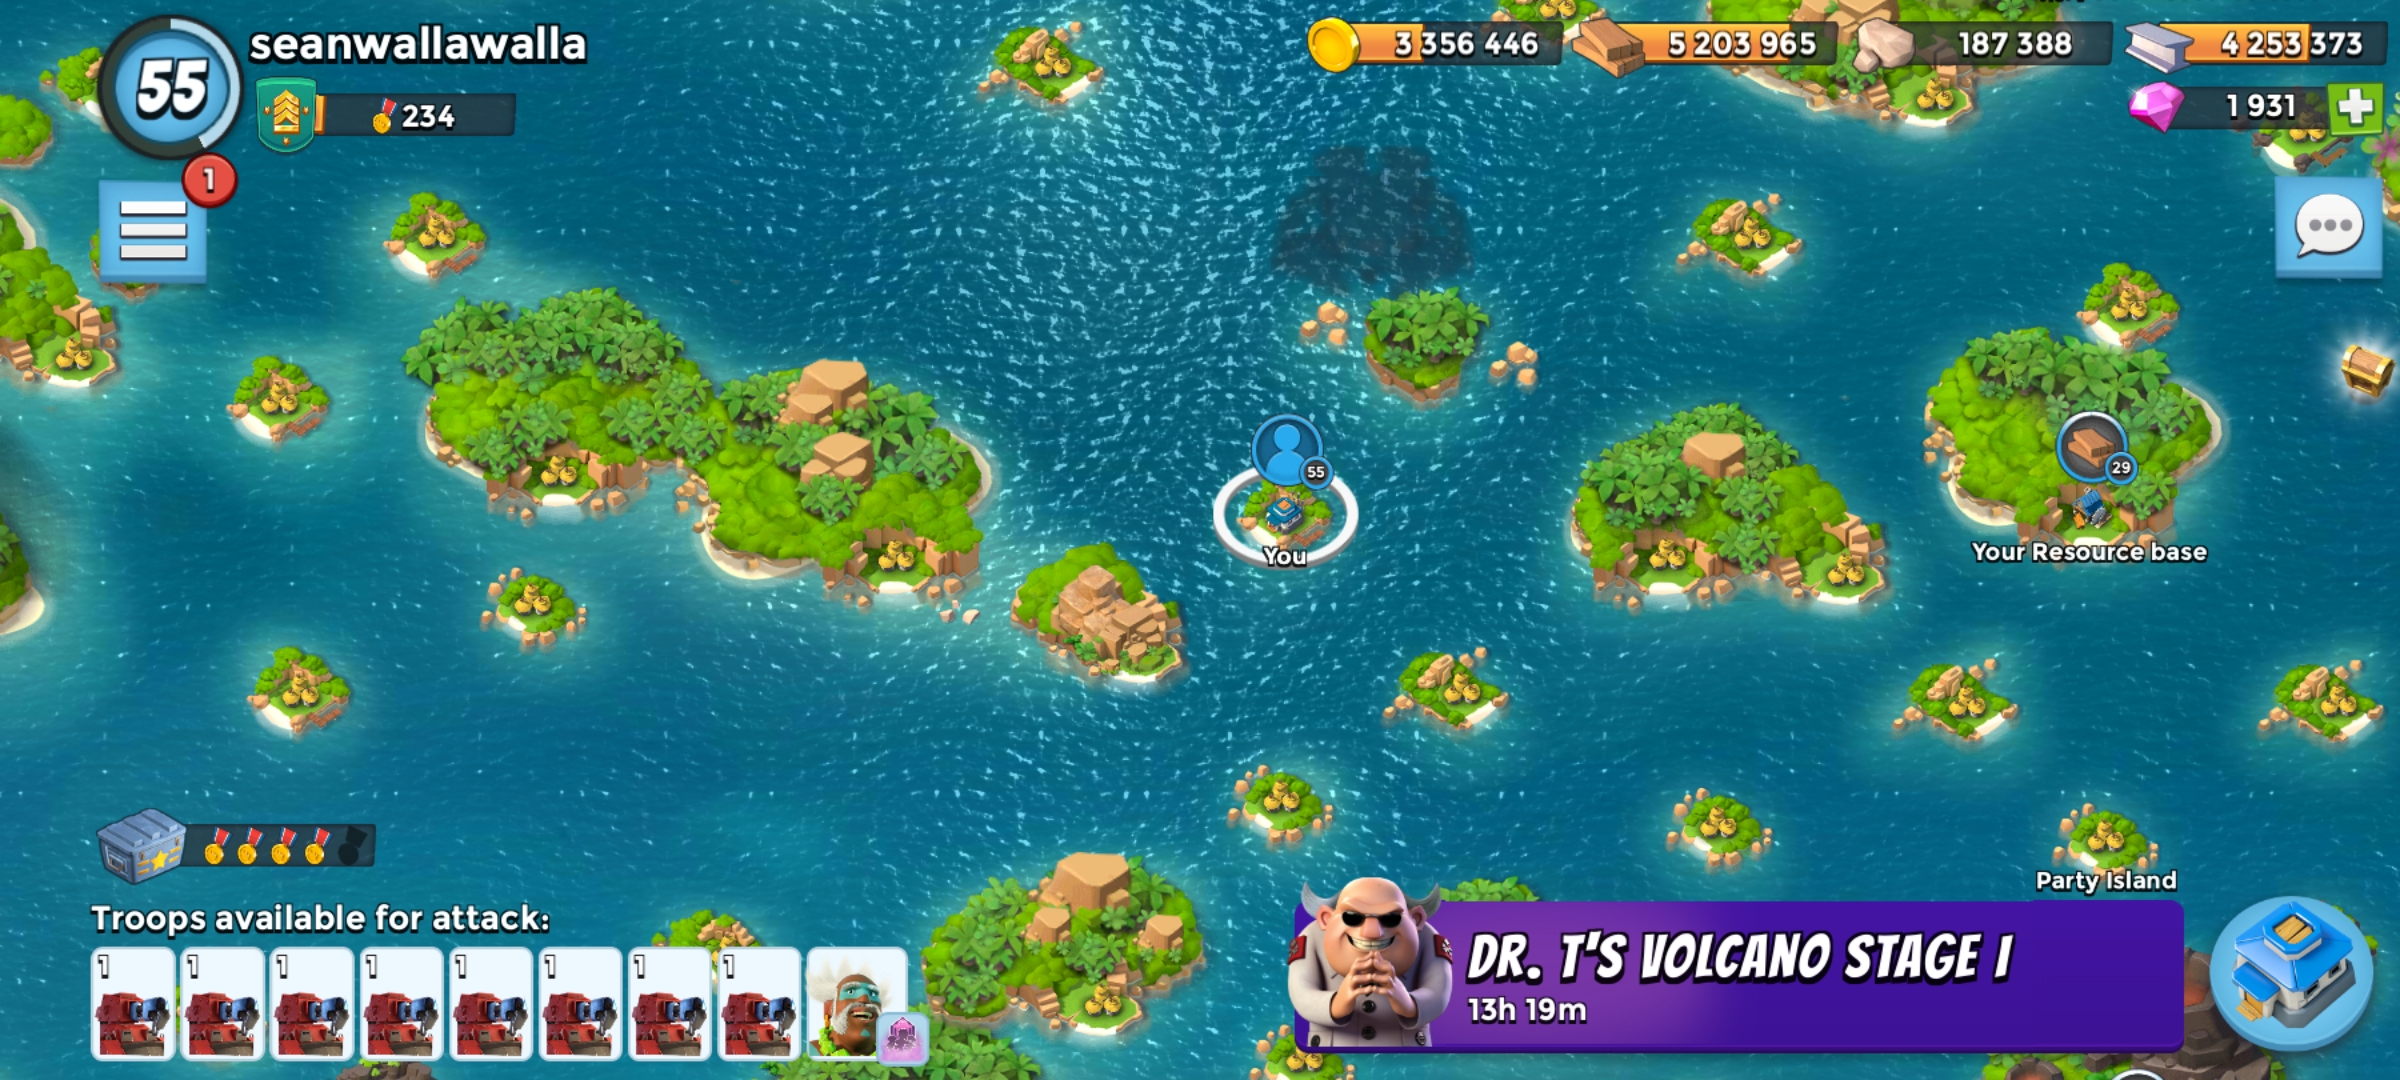 55
seanwallawalla
234
3 356 446
5 203 965
187 388
4 253 373
1 931
1
55
You
29
Your Resource base
Party Island
Troops available for attack:
1 1 1 1 1 1 1 1
DR. T'S VOLCANO STAGE I
13h 19m